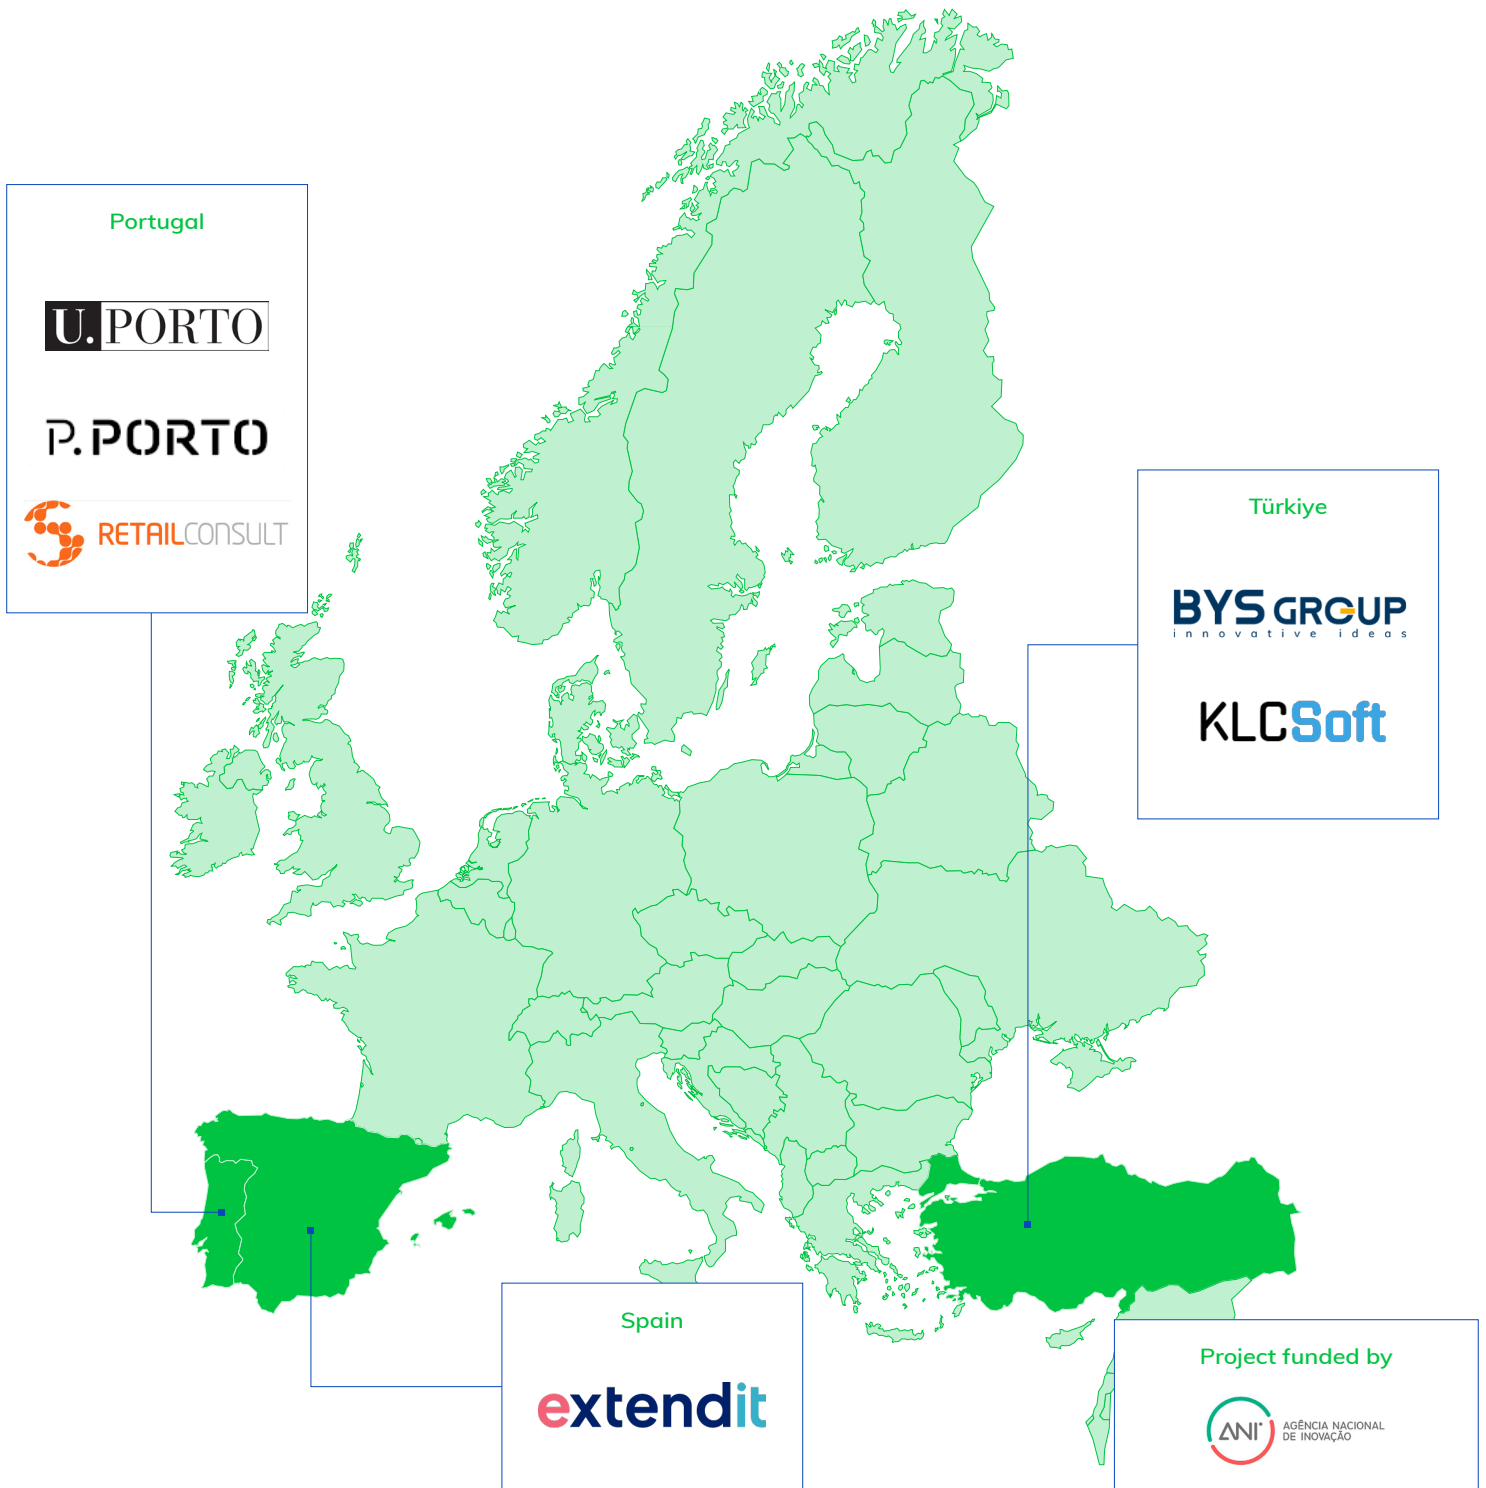 Portugal
U.PORTO
P.PORTO
RETAILCONSULT
Türkiye
BYS GROUP
innovative ideas
KLCSoft
Spain
extendit
Project funded by
ANI AGÊNCIA NACIONAL
DE INOVAÇÃO